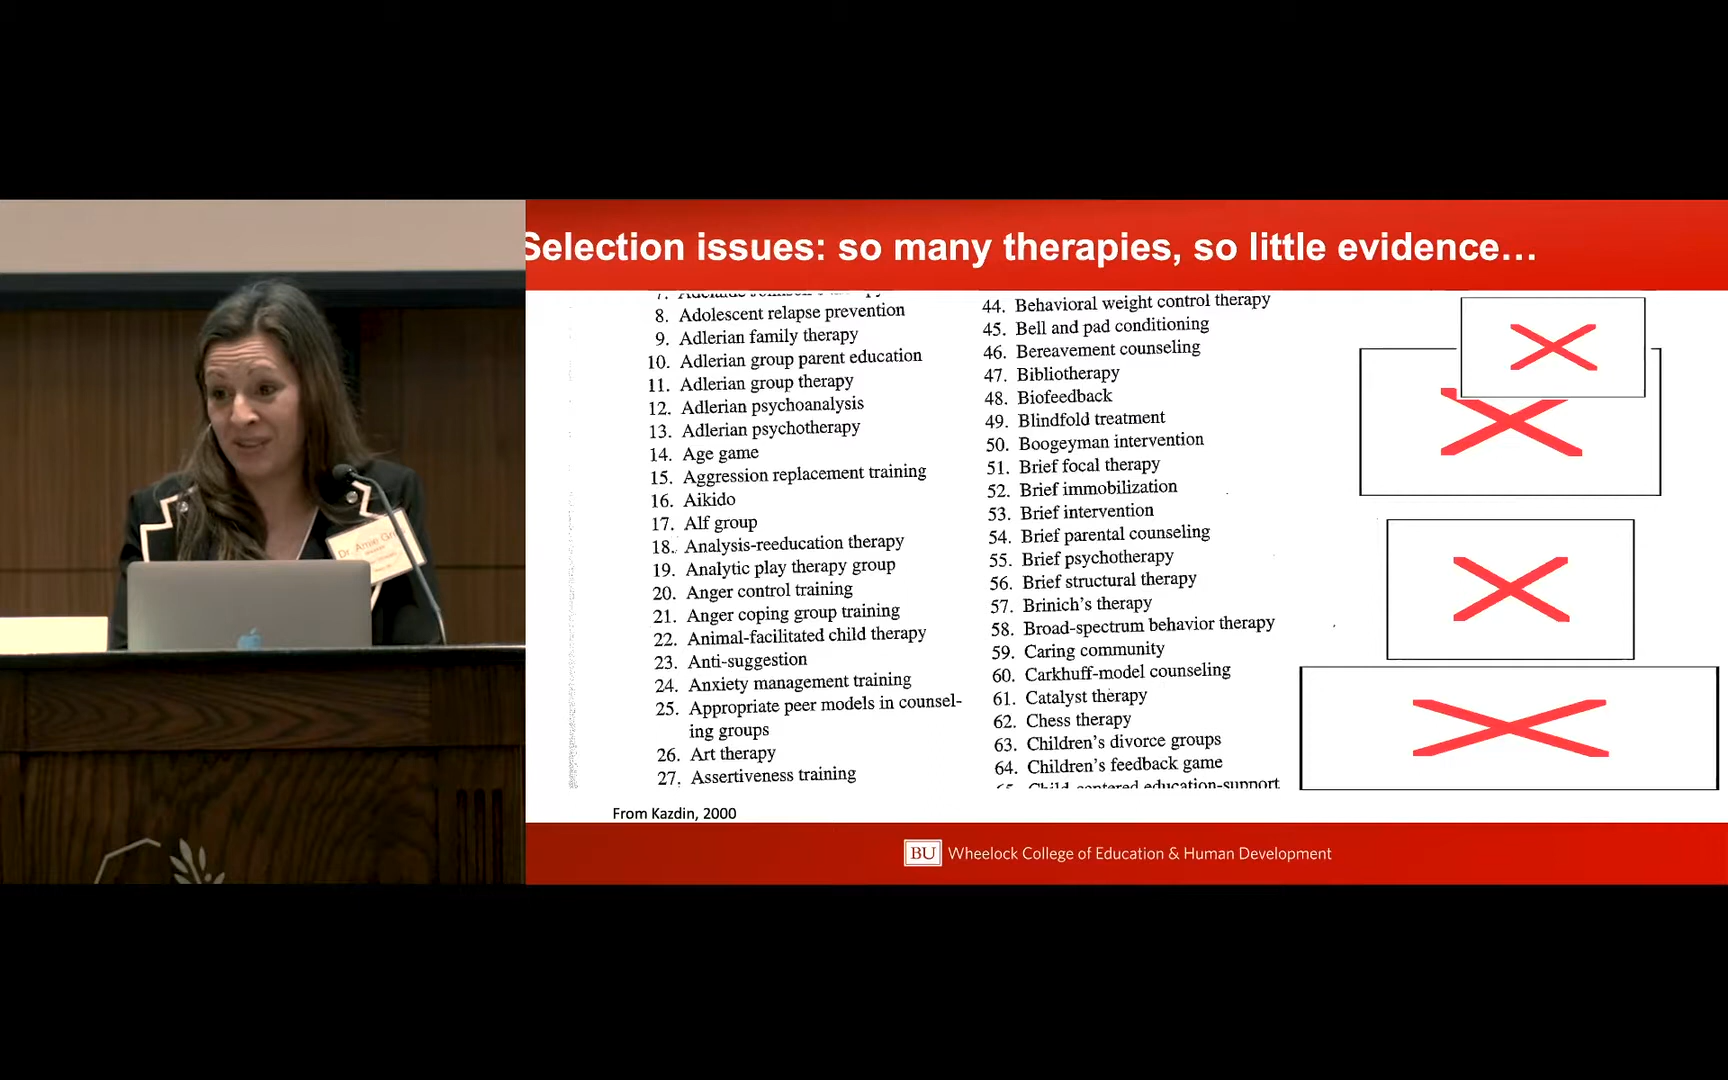 Selection issues: so many therapies, so little evidence...
8. Adolescent relapse prevention
9. Adlerian family therapy
10. Adlerian group parent education
11. Adlerian group therapy
12. Adlerian psychoanalysis
13. Adlerian psychotherapy
14. Age game
15. Aggression replacement training
16. Aikido
17. Alf group
18. Analysis-reeducation therapy
19. Analytic play therapy group
20. Anger control training
21. Anger coping group training
22. Animal-facilitated child therapy
23. Anti-suggestion
24. Anxiety management training
25. Appropriate peer models in counsel-
ing groups
26. Art therapy
27. Assertiveness training
44. Behavioral weight control therapy
45. Bell and pad conditioning
46. Bereavement counseling
47. Bibliotherapy
48. Biofeedback
49. Blindfold treatment
50. Boogeyman intervention
51. Brief focal therapy
52. Brief immobilization
53. Brief intervention
54. Brief parental counseling
55. Brief psychotherapy
56. Brief structural therapy
57. Brinich's therapy
58. Broad-spectrum behavior therapy
59. Caring community
60. Carkhuff-model counseling
61. Catalyst therapy
62. Chess therapy
63. Children's divorce groups
64. Children's feedback game
65. Child-centered education-support
From Kazdin, 2000
BU Wheelock College of Education & Human Development
Dr.